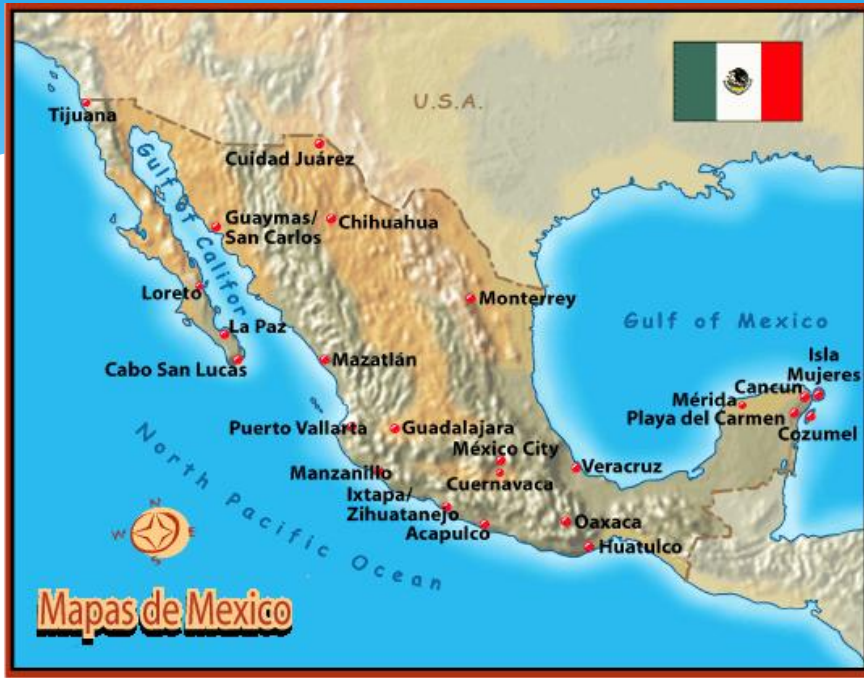 U.S.A.
Tijuana
Cuidad Juárez
Gulf of Califor
Guaymas/
San Carlos
Chihuahua
Loreto
Monterrey
La Paz
Gulf of Mexico
Cabo San Lucas
Mazatlán
Isla
Mujeres
Cancun
Mérida
Playa del Carmen
Cozumel
Puerto Vallarta
Guadalajara
México City
Manzanillo
Cuernavaca
Veracruz
Ixtapa/
Zihuatanejo
Acapulco
Oaxaca
Huatulco
North Pacific Ocean
N
W
E
S
Mapas de Mexico